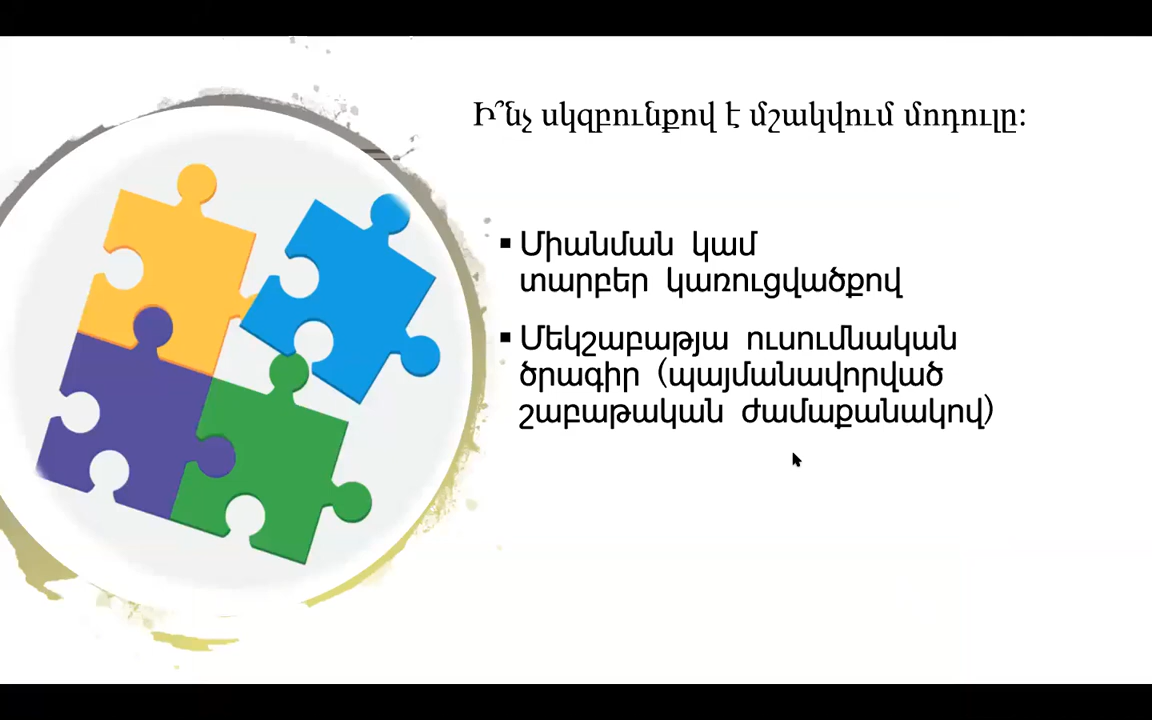 Ի՞նչ սկզբունքով է մշակվում մոդուլը:
▪ Միանման կամ
տարբեր կառուցվածքով
▪ Մեկշաբաթյա ուսումնական
ծրագիր (պայմանավորված
շաբաթական ժամաքանակով)